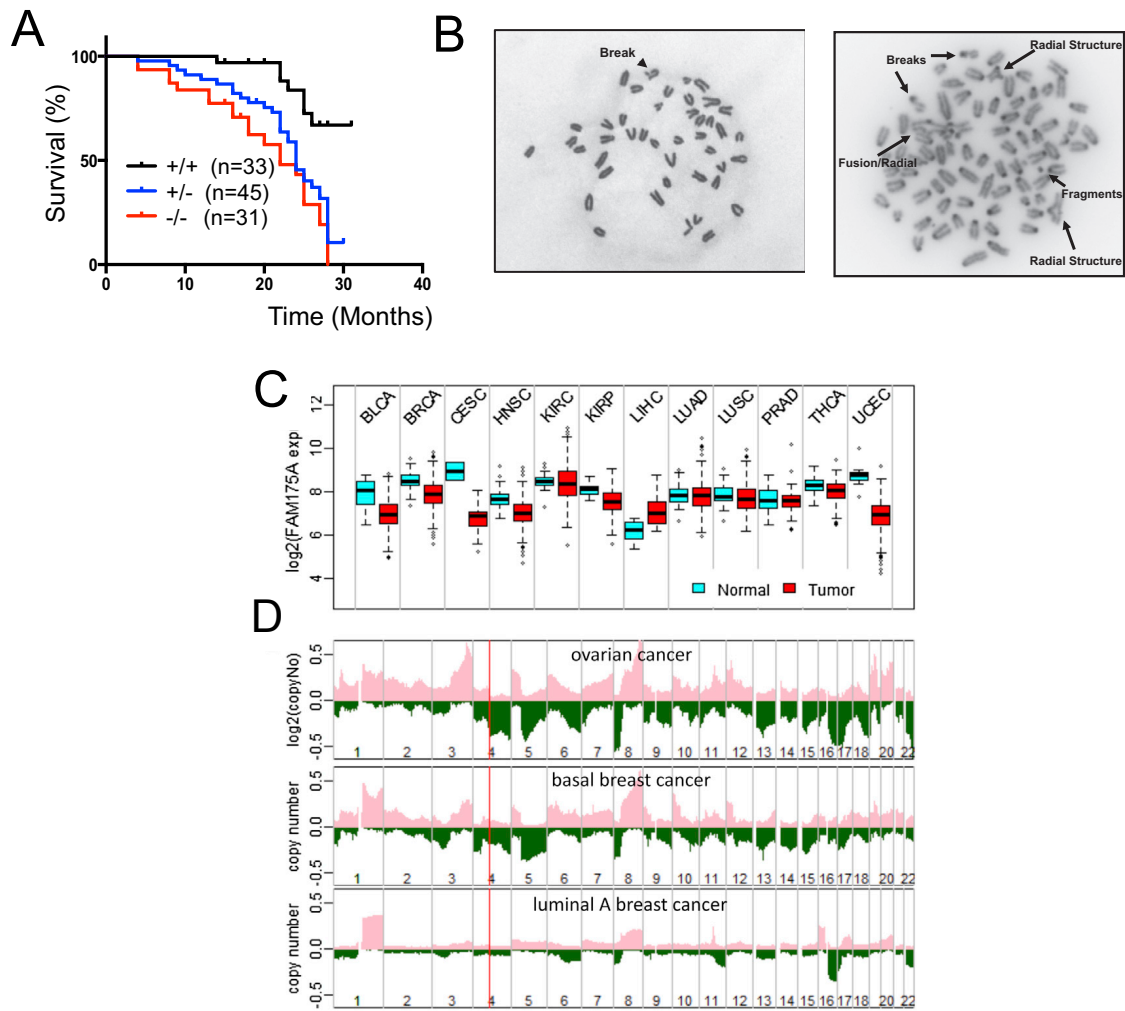 A
Survival (%)
100
50
0
+/+ (n=33)
+/- (n=45)
-/- (n=31)
0 10 20 30 40
Time (Months)
B
Break
Breaks
Radial Structure
Fusion/Radial
Fragments
Radial Structure
C
log2(FAM175A exp
12
10
8
6
4
BLCA BRCA CESC HNSC KIRC KIRP LIHC LUAD LUSC PRAD THCA UCEC
Normal Tumor
D
ovarian cancer
log2(copyNo)
0.5
0.0
-0.5
1 2 3 4 5 6 7 8 9 10 11 12 13 14 15 16 17 18 20 22
basal breast cancer
copy number
0.5
0.0
-0.5
1 2 3 4 5 6 7 8 9 10 11 12 13 14 15 16 17 18 20 22
luminal A breast cancer
copy number
0.5
0.0
-0.5
1 2 3 4 5 6 7 8 9 10 11 12 13 14 15 16 17 18 20 22